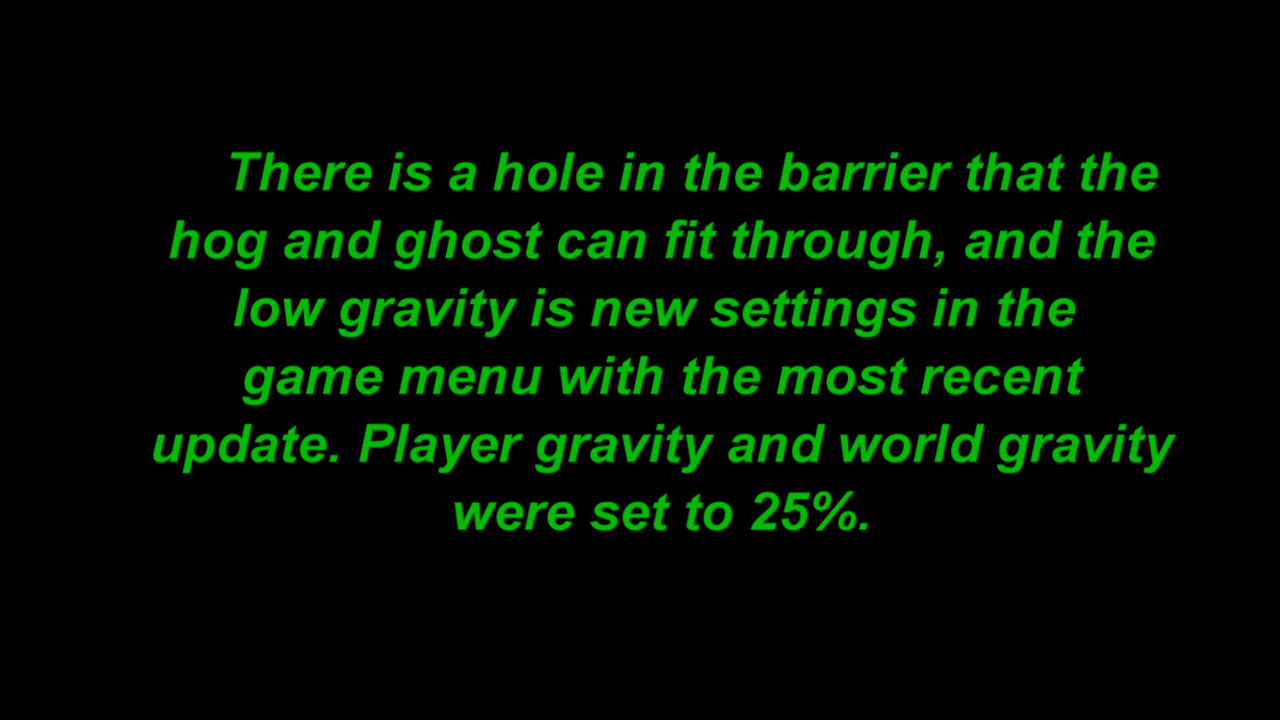 There is a hole in the barrier that the
hog and ghost can fit through, and the
low gravity is new settings in the
game menu with the most recent
update. Player gravity and world gravity
were set to 25%.